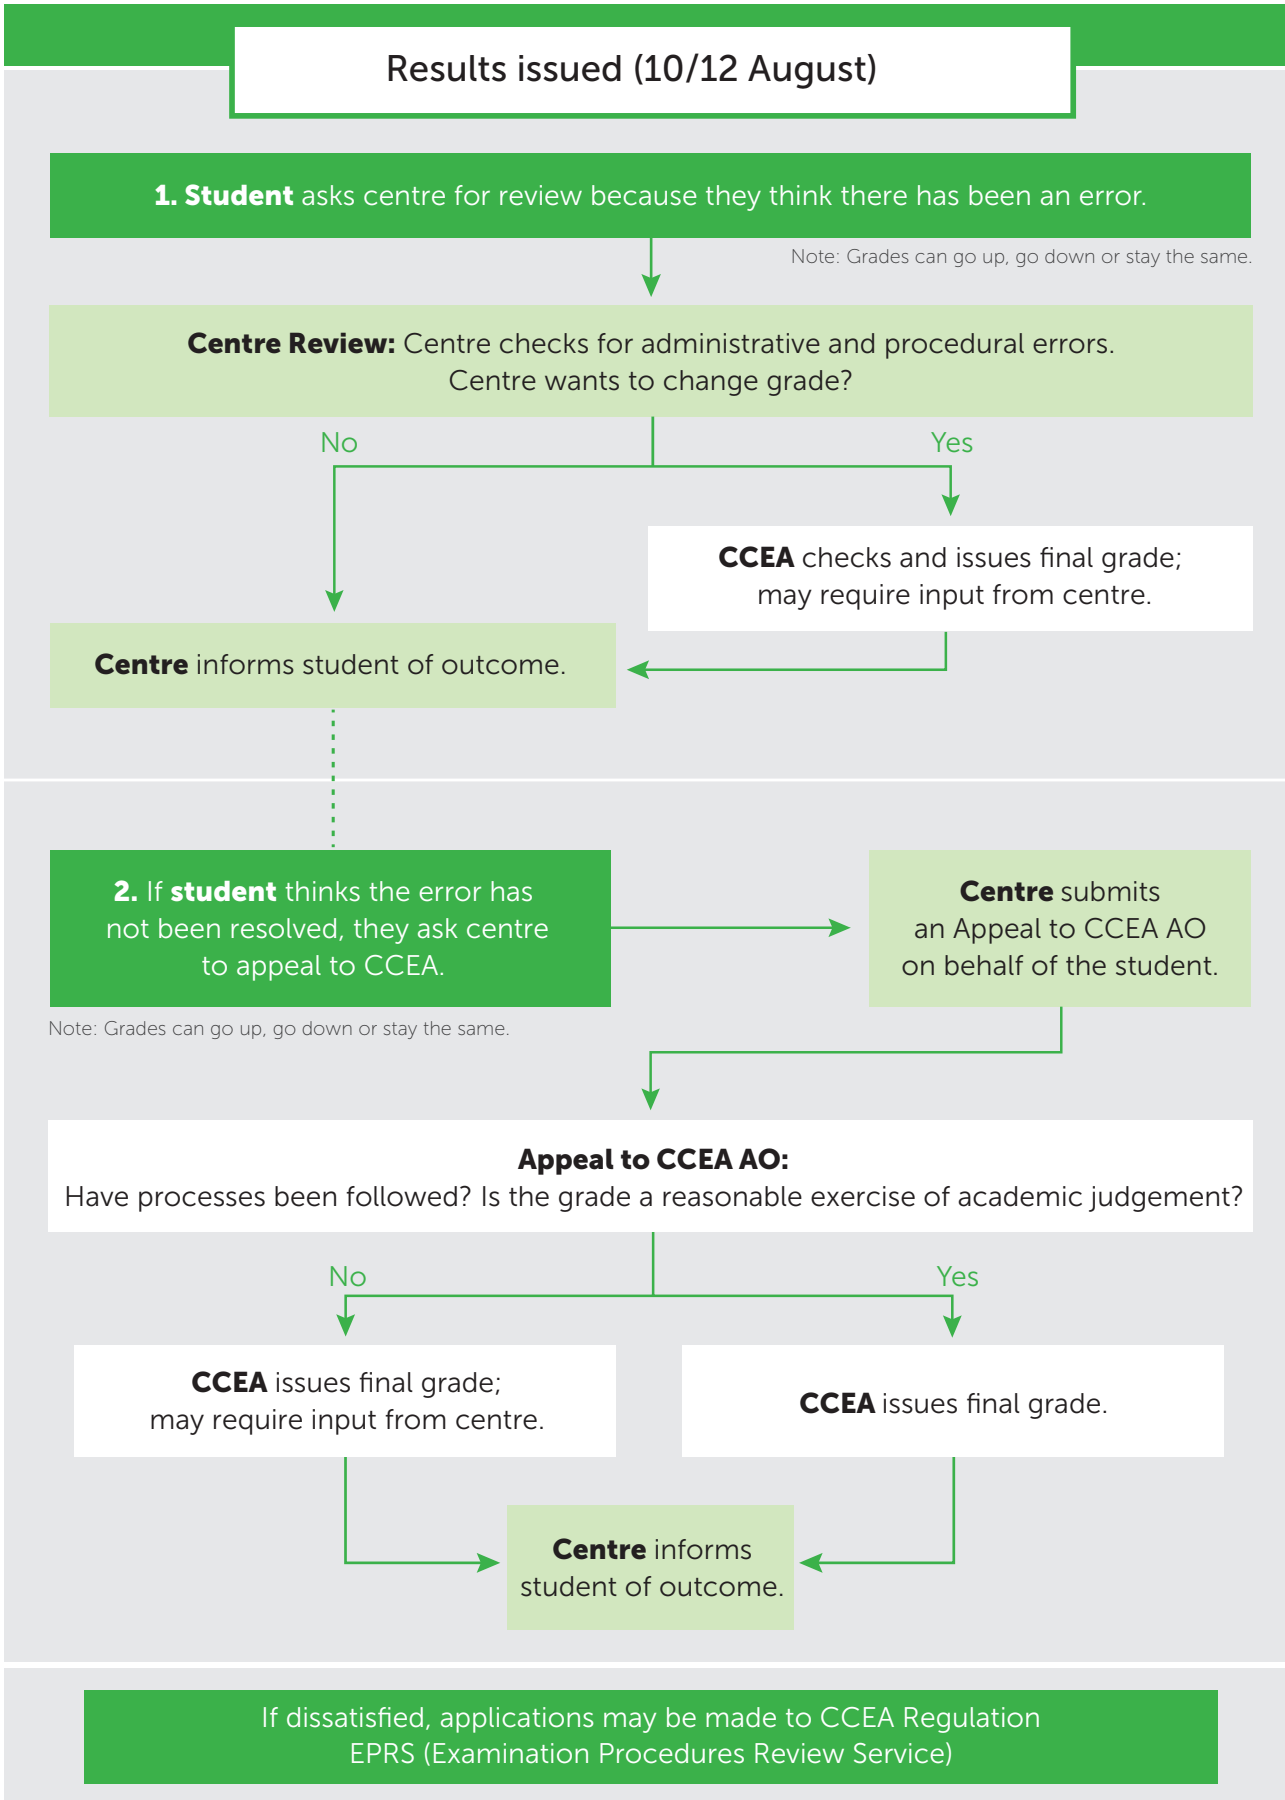 Results issued (10/12 August)
1. Student asks centre for review because they think there has been an error.
Note: Grades can go up, go down or stay the same.
Centre Review: Centre checks for administrative and procedural errors.
Centre wants to change grade?
No
Yes
CCEA checks and issues final grade;
may require input from centre.
Centre informs student of outcome.
2. If student thinks the error has
not been resolved, they ask centre
to appeal to CCEA.
Note: Grades can go up, go down or stay the same.
Centre submits
an Appeal to CCEA AO
on behalf of the student.
Appeal to CCEA AO:
Have processes been followed? Is the grade a reasonable exercise of academic judgement?
No
Yes
CCEA issues final grade;
may require input from centre.
CCEA issues final grade.
Centre informs
student of outcome.
If dissatisfied, applications may be made to CCEA Regulation
EPRS (Examination Procedures Review Service)